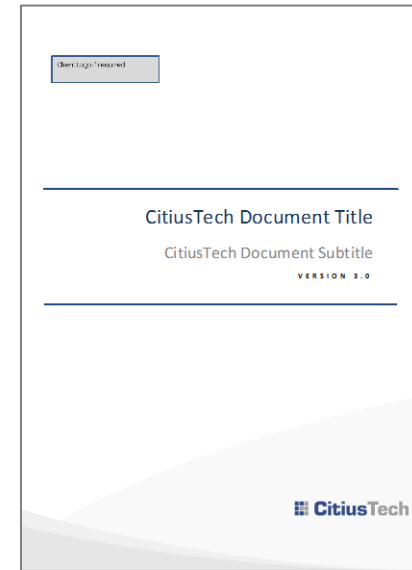 Client Logo if required
CitiusTech Document Title
CitiusTech Document Subtitle
VERSION 3.0
CitiusTech